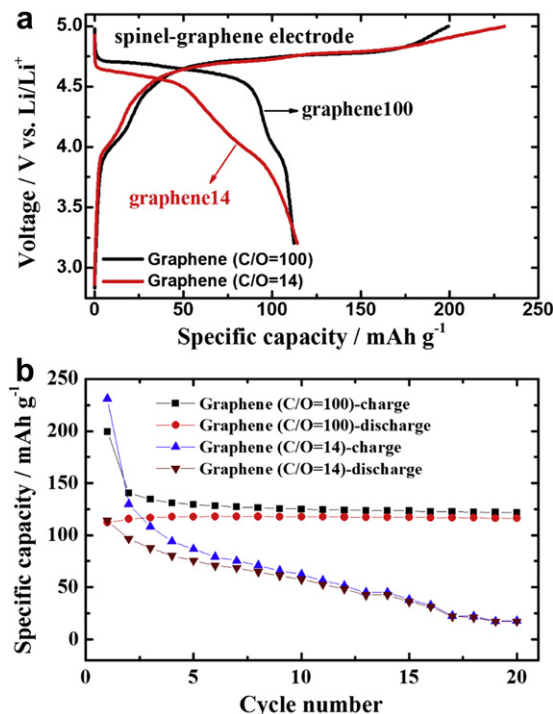 a
spinel-graphene electrode
graphene100
graphene14
Graphene (C/O=100)
Graphene (C/O=14)
Voltage / V vs. Li/Li⁺
5.0
4.5
4.0
3.5
3.0
0 50 100 150 200 250
Specific capacity / mAh g⁻¹
b
Graphene (C/O=100)-charge
Graphene (C/O=100)-discharge
Graphene (C/O=14)-charge
Graphene (C/O=14)-discharge
Specific capacity / mAh g⁻¹
250
200
150
100
50
0
0 5 10 15 20
Cycle number